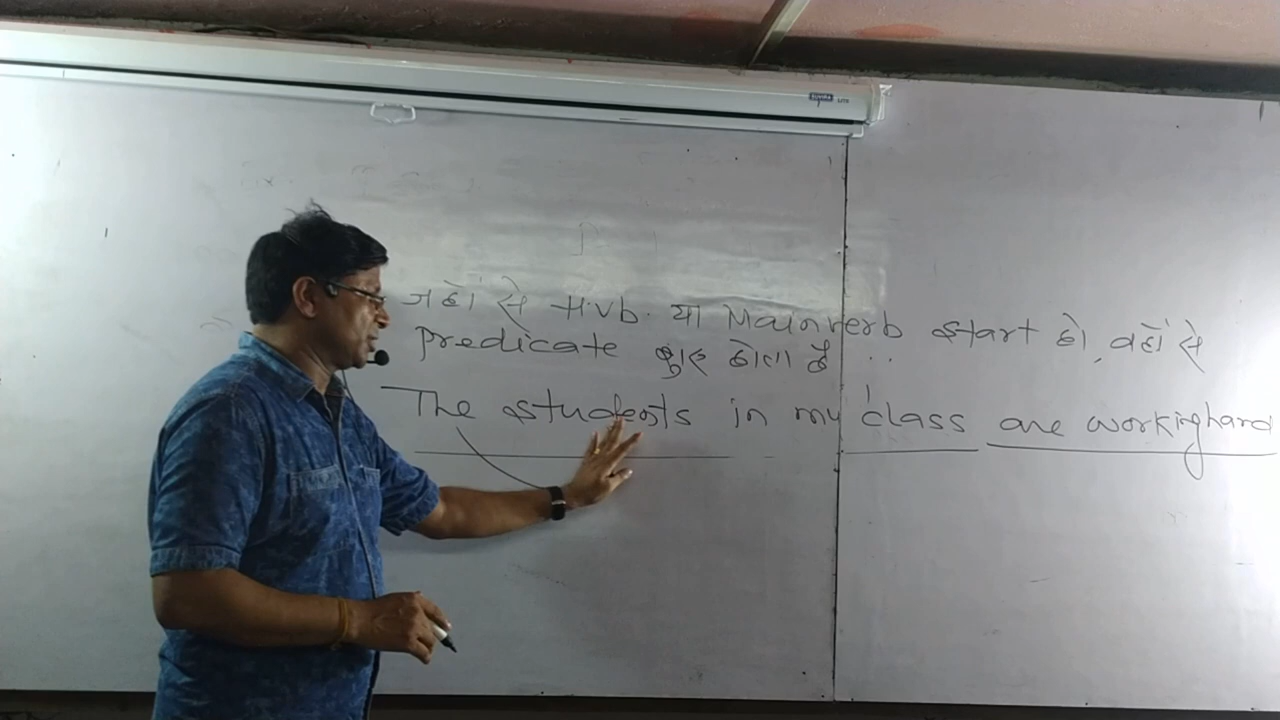 जहां से H.vb. या Mainverb start हो, वहां से
predicate शुरू होता है
The students in my class are workinghard